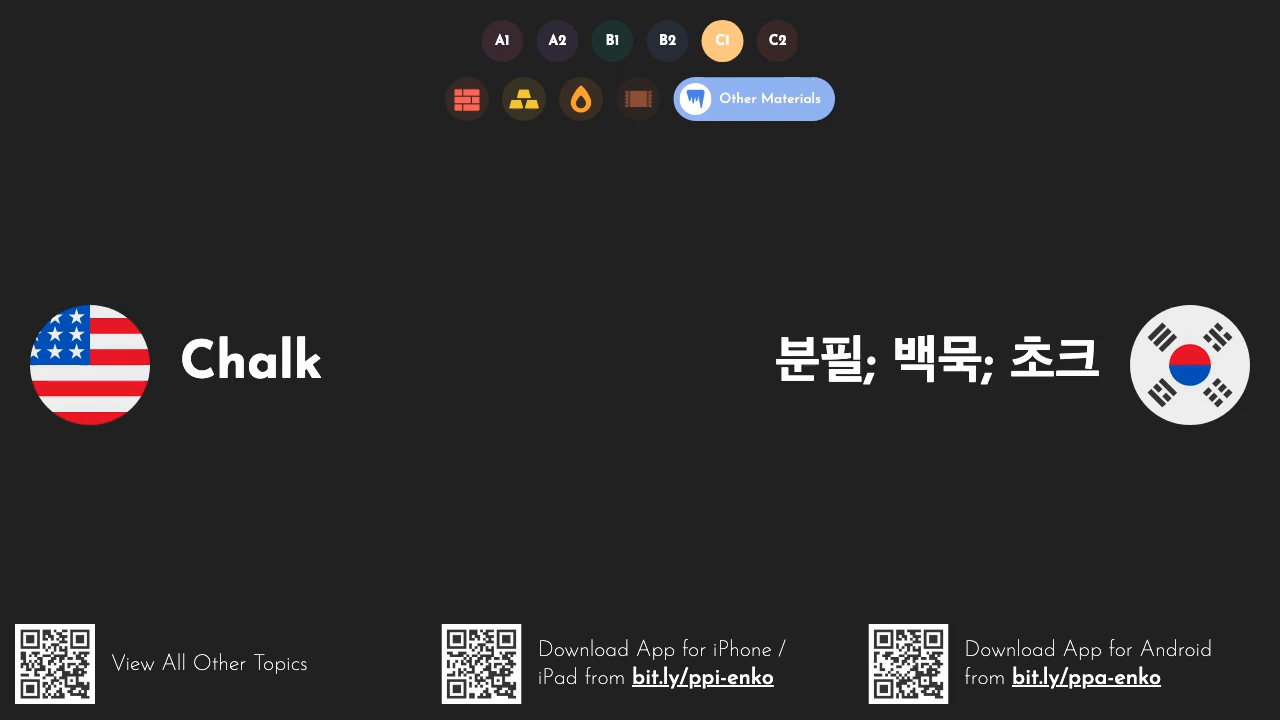 A1 A2 B1 B2 C1 C2
Other Materials
Chalk
분필; 백묵; 초크
View All Other Topics
Download App for iPhone /
iPad from bit.ly/ppi-enko
Download App for Android
from bit.ly/ppa-enko